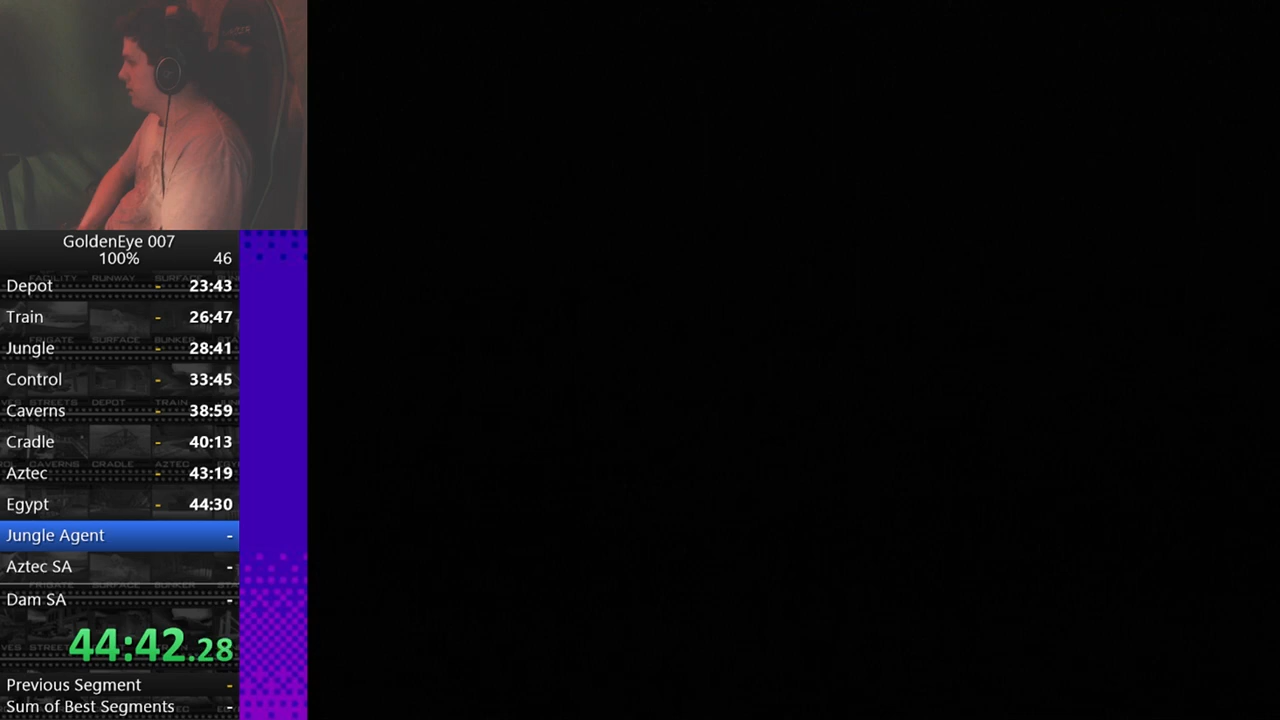 GoldenEye 007
100% 46
Depot - 23:43
Train - 26:47
Jungle - 28:41
Control - 33:45
Caverns - 38:59
Cradle - 40:13
Aztec - 43:19
Egypt - 44:30
Jungle Agent -
Aztec SA -
Dam SA -
44:42.28
Previous Segment -
Sum of Best Segments -